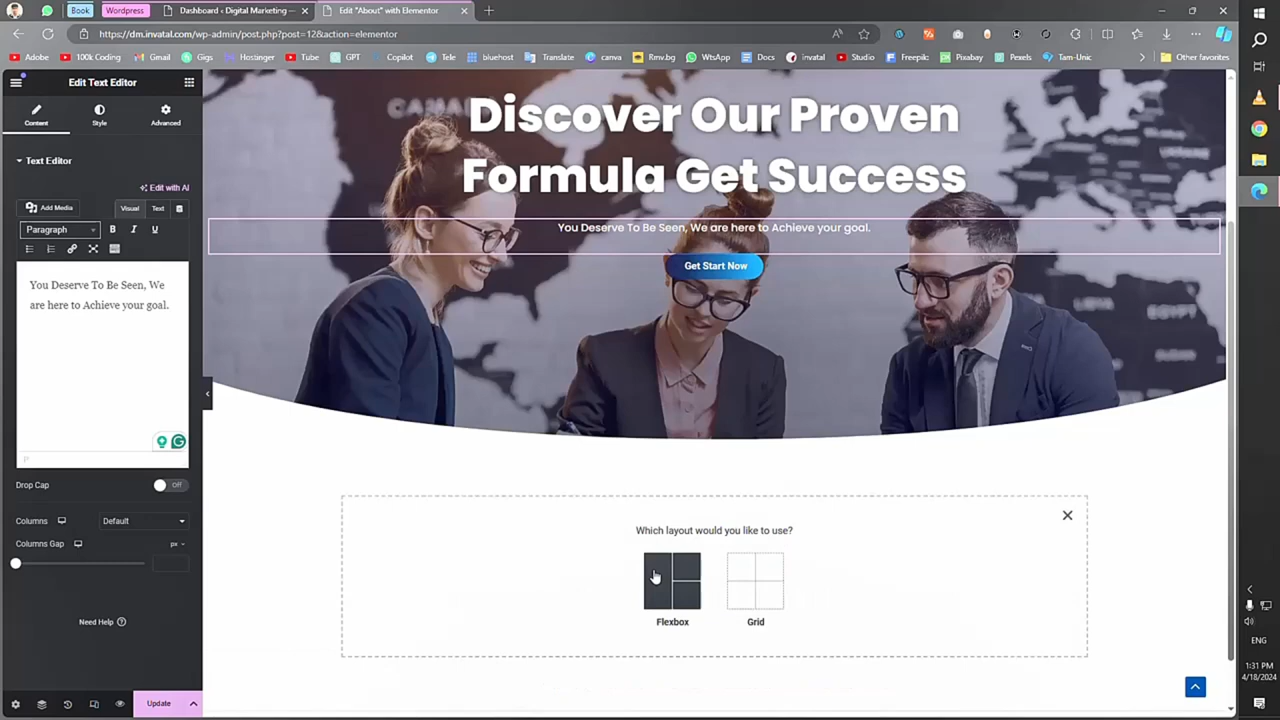 Book
Wordpress
Dashboard ‹ Digital Marketing —
Edit "About" with Elementor
https://dm.invatal.com/wp-admin/post.php?post=12&action=elementor
Adobe
100k Coding
Gmail
Gigs
Hostinger
Tube
GPT
Copilot
Tele
bluehost
Translate
canva
Rmv.bg
WtsApp
Docs
invatal
Studio
Freepik:
Pixabay
Pexels
Tam-Unic
Other favorites
Edit Text Editor
Content
Style
Advanced
Text Editor
Edit with AI
Add Media
Visual
Text
Paragraph
B
I
U
You Deserve To Be Seen, We
are here to Achieve your goal.
Drop Cap
Off
Columns
Default
Columns Gap
px
Need Help
Update
Discover Our Proven
Formula Get Success
You Deserve To Be Seen, We are here to Achieve your goal.
Get Start Now
Which layout would you like to use?
Flexbox
Grid
ENG
1:31 PM
4/18/2024